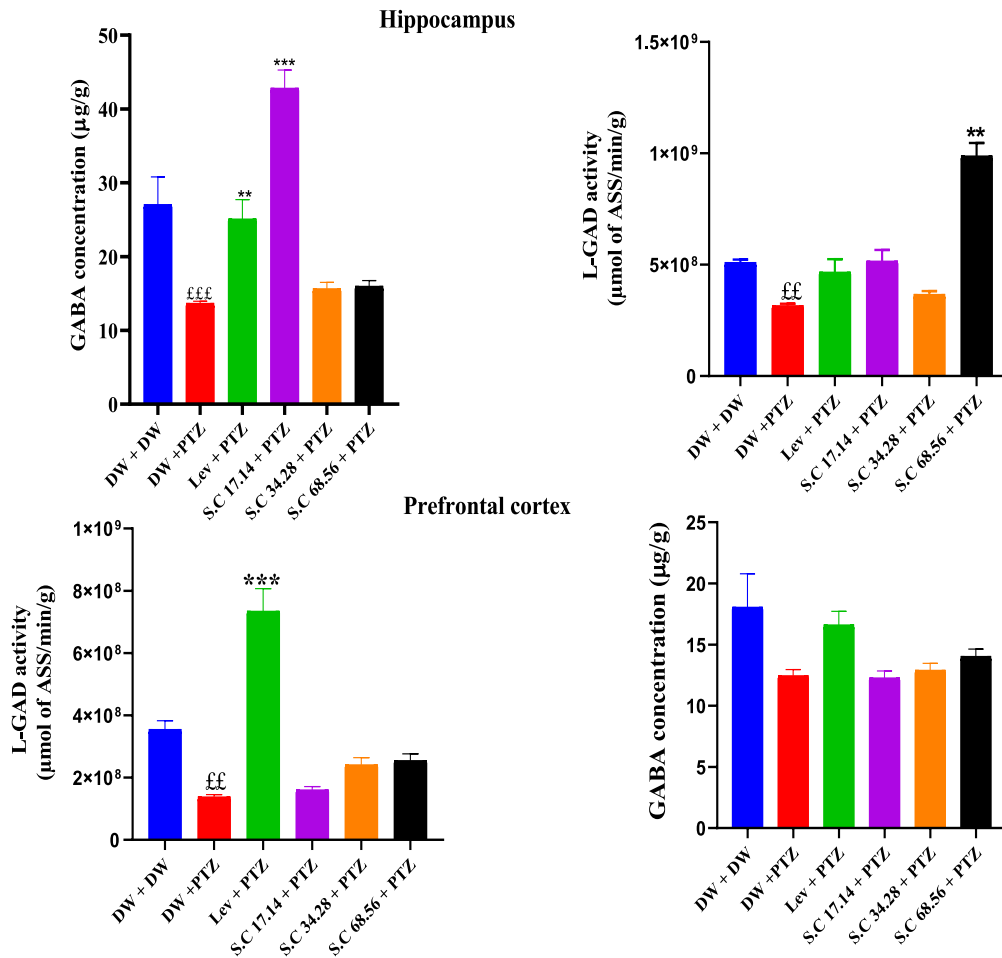 Hippocampus
GABA concentration (µg/g)
50
40
30
20
10
0
£££
**
***
DW + DW
DW +PTZ
Lev + PTZ
S.C 17.14 + PTZ
S.C 34.28 + PTZ
S.C 68.56 + PTZ
L-GAD activity
(µmol of ASS/min/g)
1.5×10⁹
1×10⁹
5×10⁸
0
££
**
DW + DW
DW +PTZ
Lev + PTZ
S.C 17.14 + PTZ
S.C 34.28 + PTZ
S.C 68.56 + PTZ
Prefrontal cortex
L-GAD activity
(µmol of ASS/min/g)
1×10⁹
8×10⁸
6×10⁸
4×10⁸
2×10⁸
0
££
***
DW + DW
DW +PTZ
Lev + PTZ
S.C 17.14 + PTZ
S.C 34.28 + PTZ
S.C 68.56 + PTZ
GABA concentration (µg/g)
25
20
15
10
5
0
DW + DW
DW +PTZ
Lev + PTZ
S.C 17.14 + PTZ
S.C 34.28 + PTZ
S.C 68.56 + PTZ